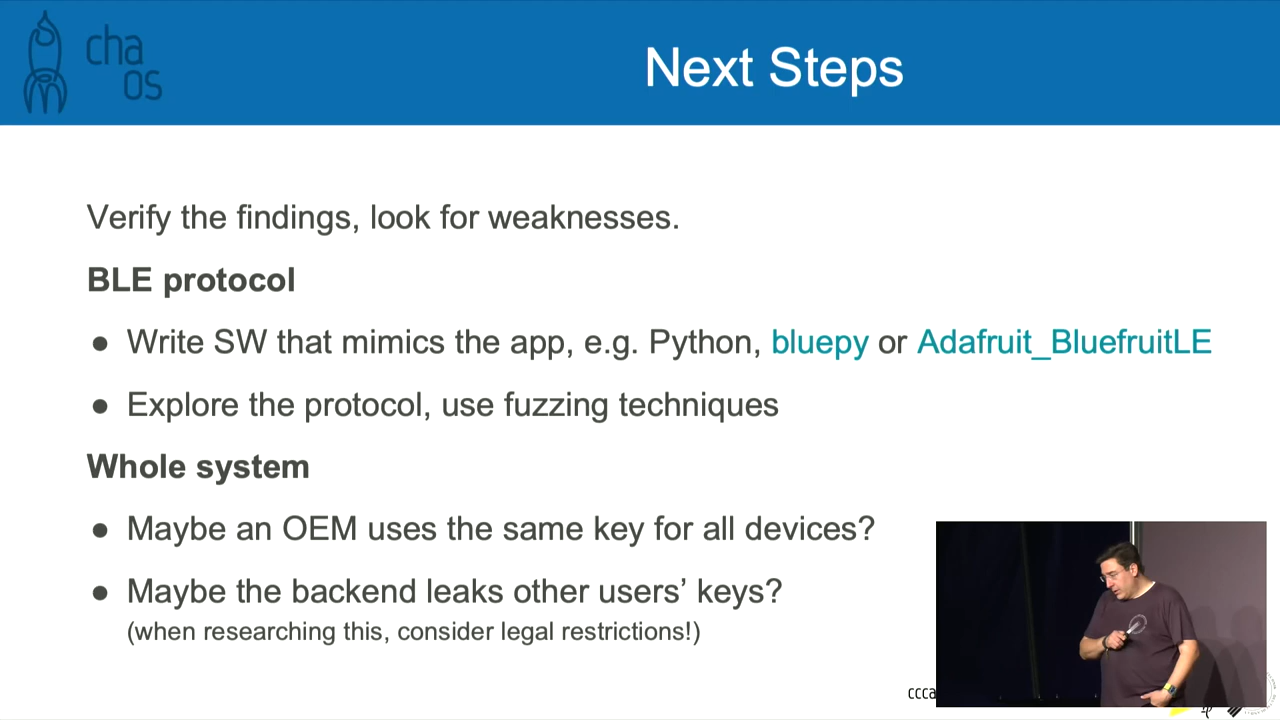 cha
os
Next Steps
Verify the findings, look for weaknesses.
BLE protocol
● Write SW that mimics the app, e.g. Python, bluepy or Adafruit_BluefruitLE
● Explore the protocol, use fuzzing techniques
Whole system
● Maybe an OEM uses the same key for all devices?
● Maybe the backend leaks other users’ keys?
(when researching this, consider legal restrictions!)
ccca